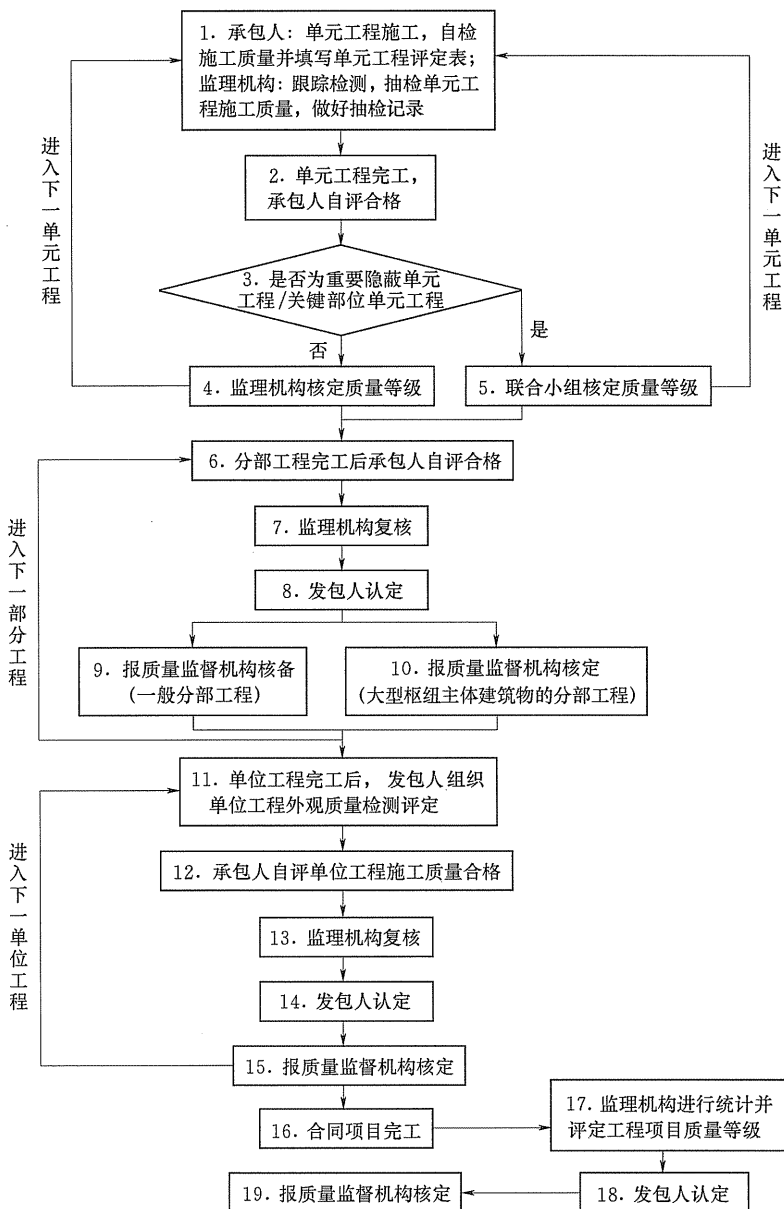 1. 承包人: 单元工程施工, 自检
施工质量并填写单元工程评定表;
监理机构: 跟踪检测, 抽检单元工
程施工质量, 做好抽检记录
进入下一单元工程
进入下一单元工程
2. 单元工程完工,
承包人自评合格
3. 是否为重要隐蔽单元
工程/关键部位单元工程
否
是
4. 监理机构核定质量等级
5. 联合小组核定质量等级
6. 分部工程完工后承包人自评合格
进入下一部分工程
7. 监理机构复核
8. 发包人认定
9. 报质量监督机构核备
(一般分部工程)
10. 报质量监督机构核定
(大型枢纽主体建筑物的分部工程)
11. 单位工程完工后, 发包人组织
单位工程外观质量检测评定
进入下一单位工程
12. 承包人自评单位工程施工质量合格
13. 监理机构复核
14. 发包人认定
15. 报质量监督机构核定
16. 合同项目完工
17. 监理机构进行统计并
评定工程项目质量等级
18. 发包人认定
19. 报质量监督机构核定